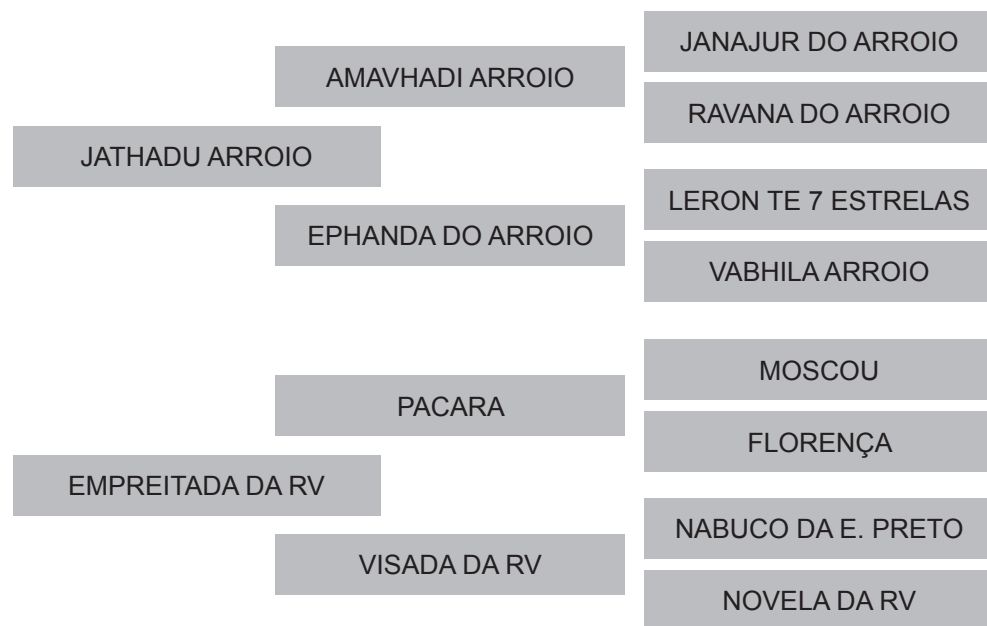 JANAJUR DO ARROIO
AMAVHADI ARROIO
RAVANA DO ARROIO
JATHADU ARROIO
LERON TE 7 ESTRELAS
EPHANDA DO ARROIO
VABHILA ARROIO
MOSCOU
PACARA
FLORENÇA
EMPREITADA DA RV
NABUCO DA E. PRETO
VISADA DA RV
NOVELA DA RV